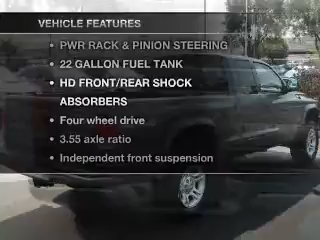 VEHICLE FEATURES
• PWR RACK & PINION STEERING
• 22 GALLON FUEL TANK
• HD FRONT/REAR SHOCK
ABSORBERS
• Four wheel drive
• 3.55 axle ratio
• Independent front suspension